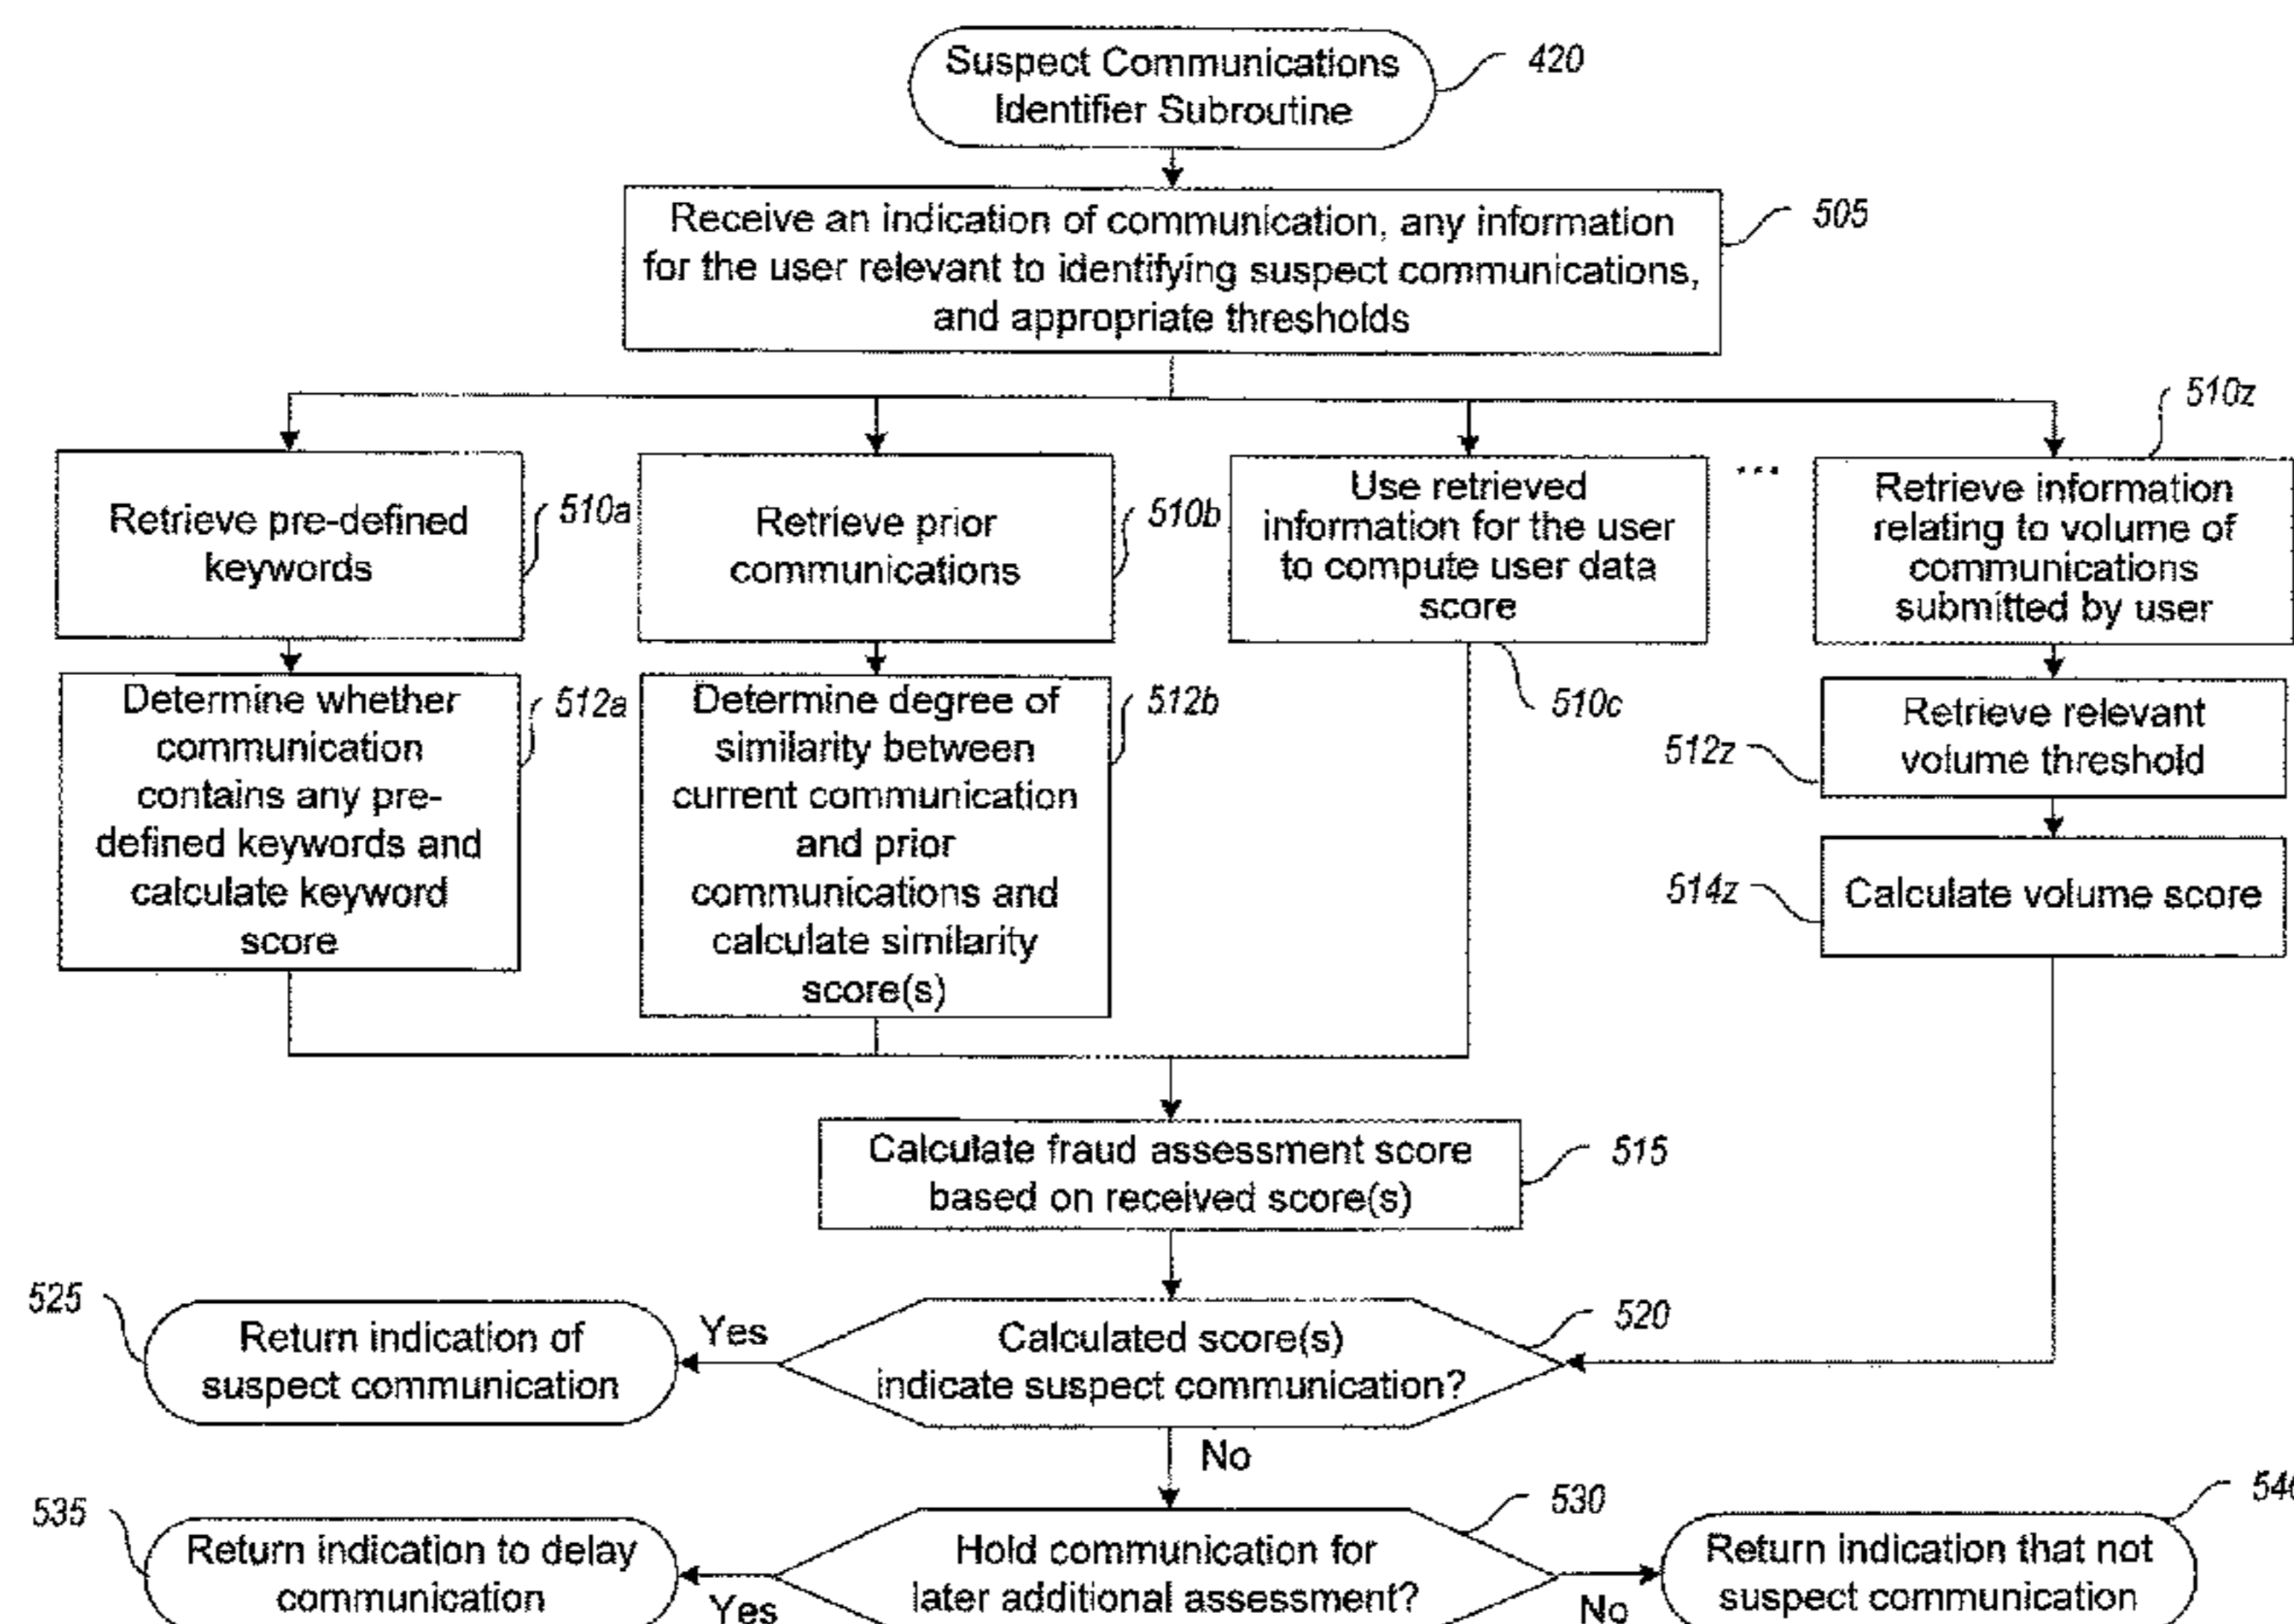 Suspect Communications
Identifier Subroutine
420
Receive an indication of communication, any information
for the user relevant to identifying suspect communications,
and appropriate thresholds
505
Retrieve pre-defined
keywords
510a
Retrieve prior
communications
510b
Use retrieved
information for the user
to compute user data
score
510c
...
Retrieve information
relating to volume of
communications
submitted by user
510z
Determine whether
communication
contains any pre-
defined keywords and
calculate keyword
score
512a
Determine degree of
similarity between
current communication
and prior
communications and
calculate similarity
score(s)
512b
Retrieve relevant
volume threshold
512z
Calculate volume score
514z
Calculate fraud assessment score
based on received score(s)
515
Calculated score(s)
indicate suspect communication?
520
Yes
Return indication of
suspect communication
525
No
Hold communication for
later additional assessment?
530
Yes
Return indication to delay
communication
535
No
Return indication that not
suspect communication